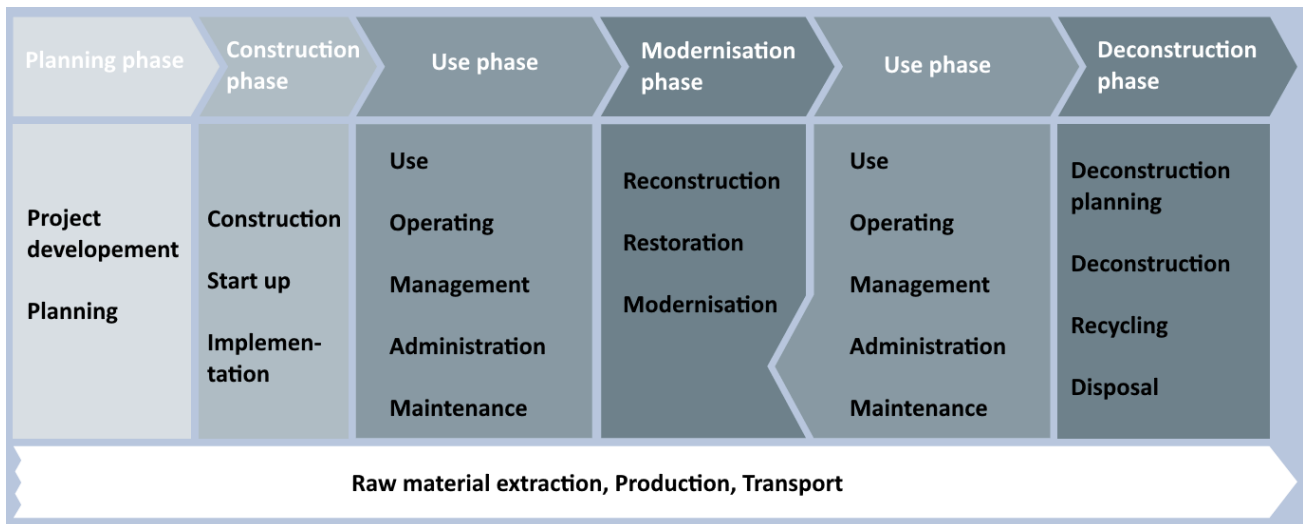 Planning phase
Construction
phase
Use phase
Modernisation
phase
Use phase
Deconstruction
phase
Project
developement
Planning
Construction
Start up
Implemen-
tation
Use
Operating
Management
Administration
Maintenance
Reconstruction
Restoration
Modernisation
Use
Operating
Management
Administration
Maintenance
Deconstruction
planning
Deconstruction
Recycling
Disposal
Raw material extraction, Production, Transport